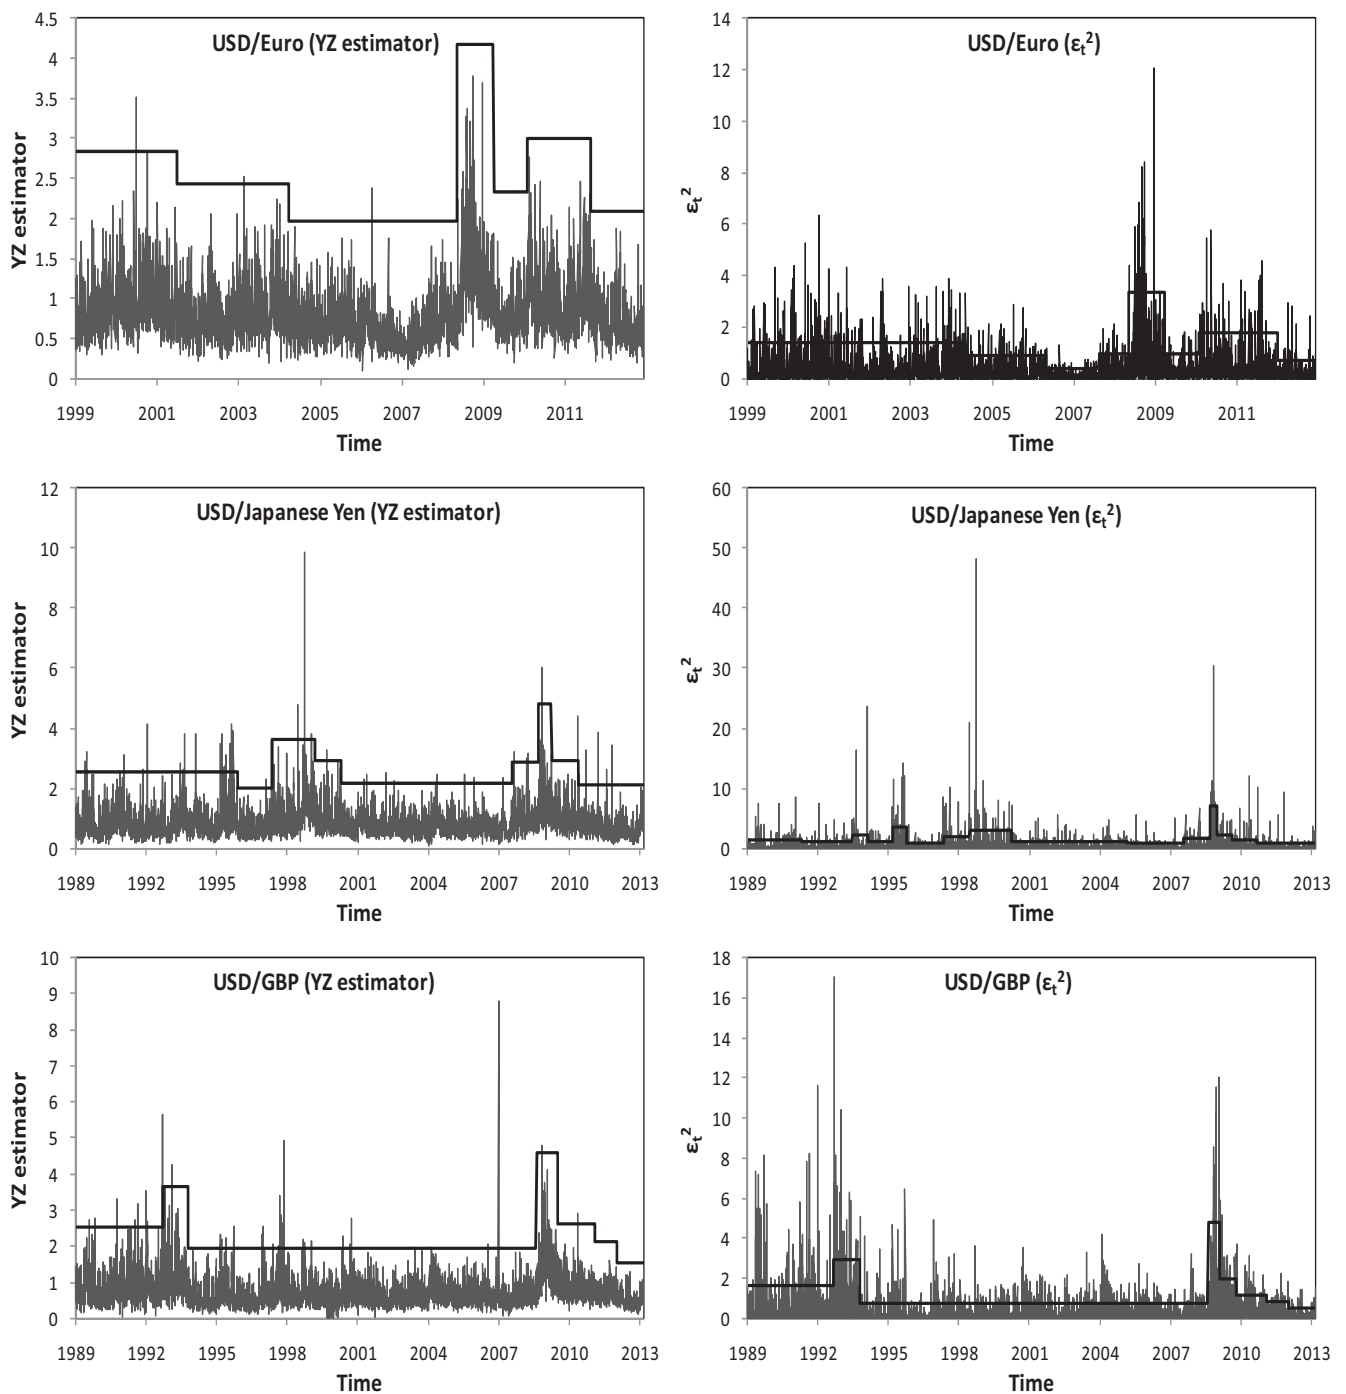 USD/Euro (YZ estimator)
YZ estimator
4.5
4
3.5
3
2.5
2
1.5
1
0.5
0
1999 2001 2003 2005 2007 2009 2011
Time
USD/Euro (εₜ²)
εₜ²
14
12
10
8
6
4
2
0
1999 2001 2003 2005 2007 2009 2011
Time
USD/Japanese Yen (YZ estimator)
YZ estimator
12
10
8
6
4
2
0
1989 1992 1995 1998 2001 2004 2007 2010 2013
Time
USD/Japanese Yen (εₜ²)
εₜ²
60
50
40
30
20
10
0
1989 1992 1995 1998 2001 2004 2007 2010 2013
Time
USD/GBP (YZ estimator)
YZ estimator
10
9
8
7
6
5
4
3
2
1
0
1989 1992 1995 1998 2001 2004 2007 2010 2013
Time
USD/GBP (εₜ²)
εₜ²
18
16
14
12
10
8
6
4
2
0
1989 1992 1995 1998 2001 2004 2007 2010 2013
Time